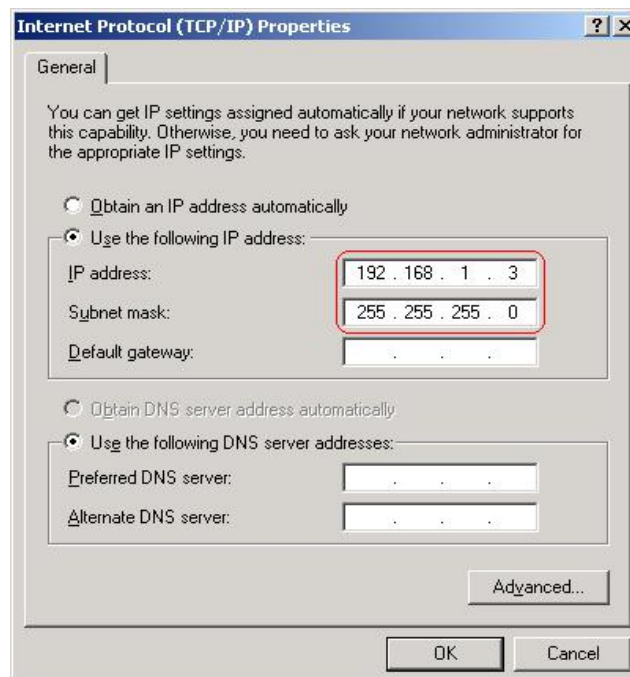 Internet Protocol (TCP/IP) Properties
General
You can get IP settings assigned automatically if your network supports
this capability. Otherwise, you need to ask your network administrator for
the appropriate IP settings.
Obtain an IP address automatically
Use the following IP address:
IP address: 192 . 168 . 1 . 3
Subnet mask: 255 . 255 . 255 . 0
Default gateway: . . .
Obtain DNS server address automatically
Use the following DNS server addresses:
Preferred DNS server: . . .
Alternate DNS server: . . .
Advanced...
OK Cancel